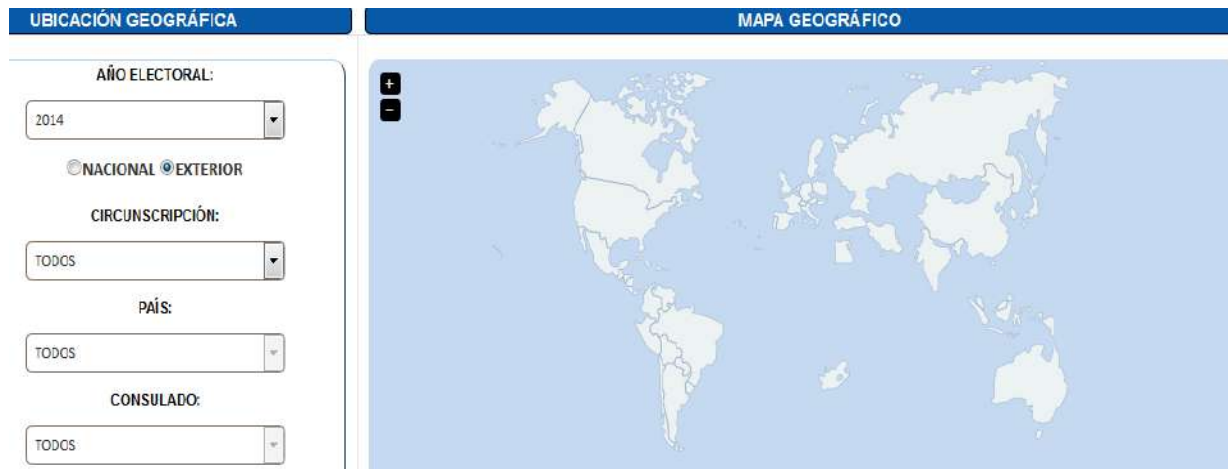 UBICACIÓN GEOGRÁFICA
MAPA GEOGRÁFICO
AÑO ELECTORAL:
2014
NACIONAL EXTERIOR
CIRCUNSCRIPCIÓN:
TODOS
PAÍS:
TODOS
CONSULADO:
TODOS
+
-